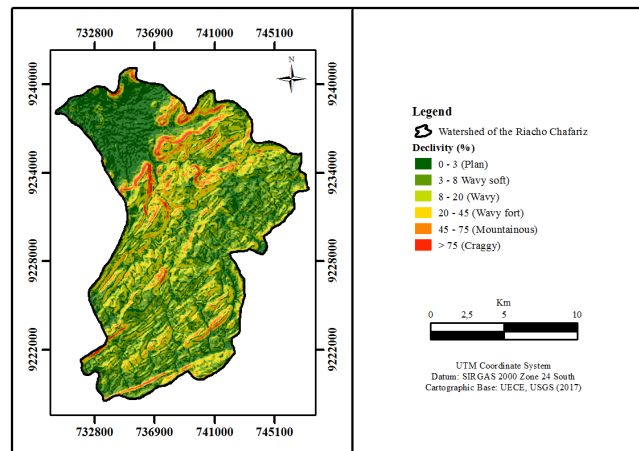 732800 736900 741000 745100
N
9240000
9234000
9228000
9222000
9240000
9234000
9228000
9222000
732800 736900 741000 745100
Legend
Watershed of the Riacho Chafariz
Declivity (%)
0 - 3 (Plan)
3 - 8 Wavy soft)
8 - 20 (Wavy)
20 - 45 (Wavy fort)
45 - 75 (Mountainous)
> 75 (Craggy)
Km
0 2,5 5 10
UTM Coordinate System
Datum: SIRGAS 2000 Zone 24 South
Cartographic Base: UECE, USGS (2017)